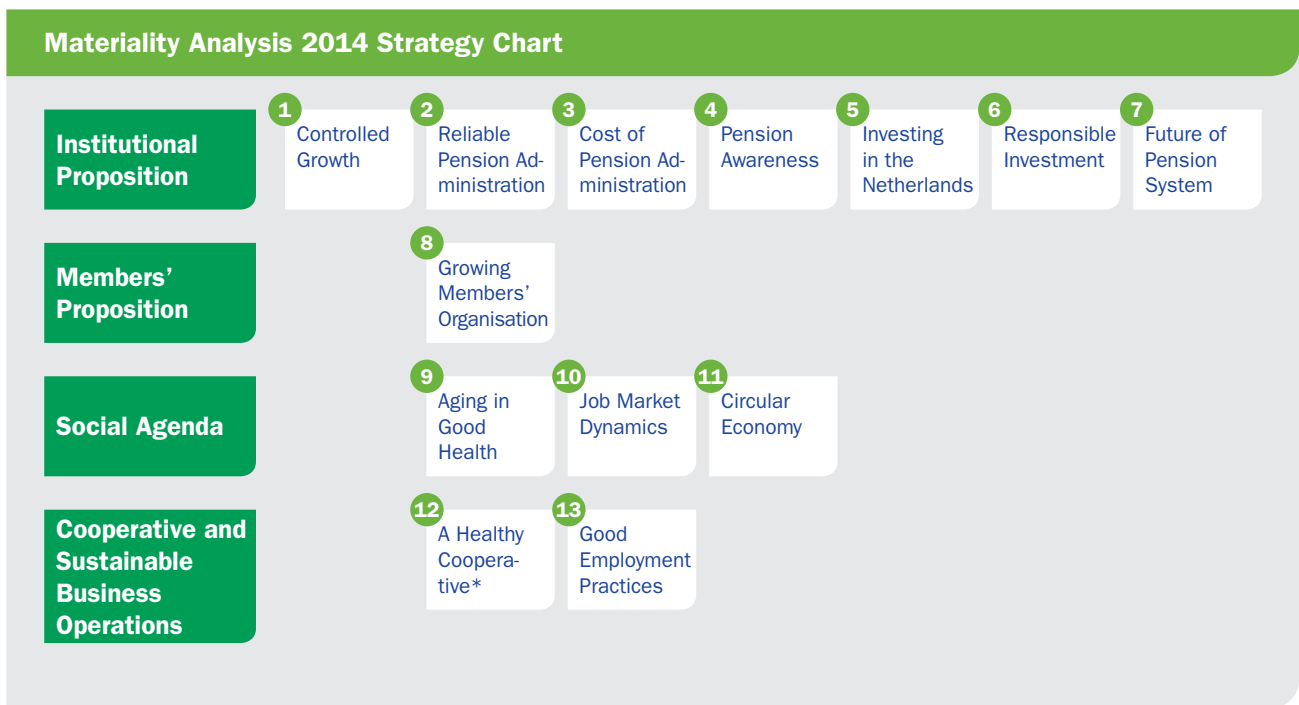 Materiality Analysis 2014 Strategy Chart
Institutional
Proposition
1
Controlled
Growth
2
Reliable
Pension Ad-
ministration
3
Cost of
Pension Ad-
ministration
4
Pension
Awareness
5
Investing
in the
Netherlands
6
Responsible
Investment
7
Future of
Pension
System
Members’
Proposition
8
Growing
Members’
Organisation
Social Agenda
9
Aging in
Good
Health
10
Job Market
Dynamics
11
Circular
Economy
Cooperative and
Sustainable
Business
Operations
12
A Healthy
Coopera-
tive*
13
Good
Employment
Practices